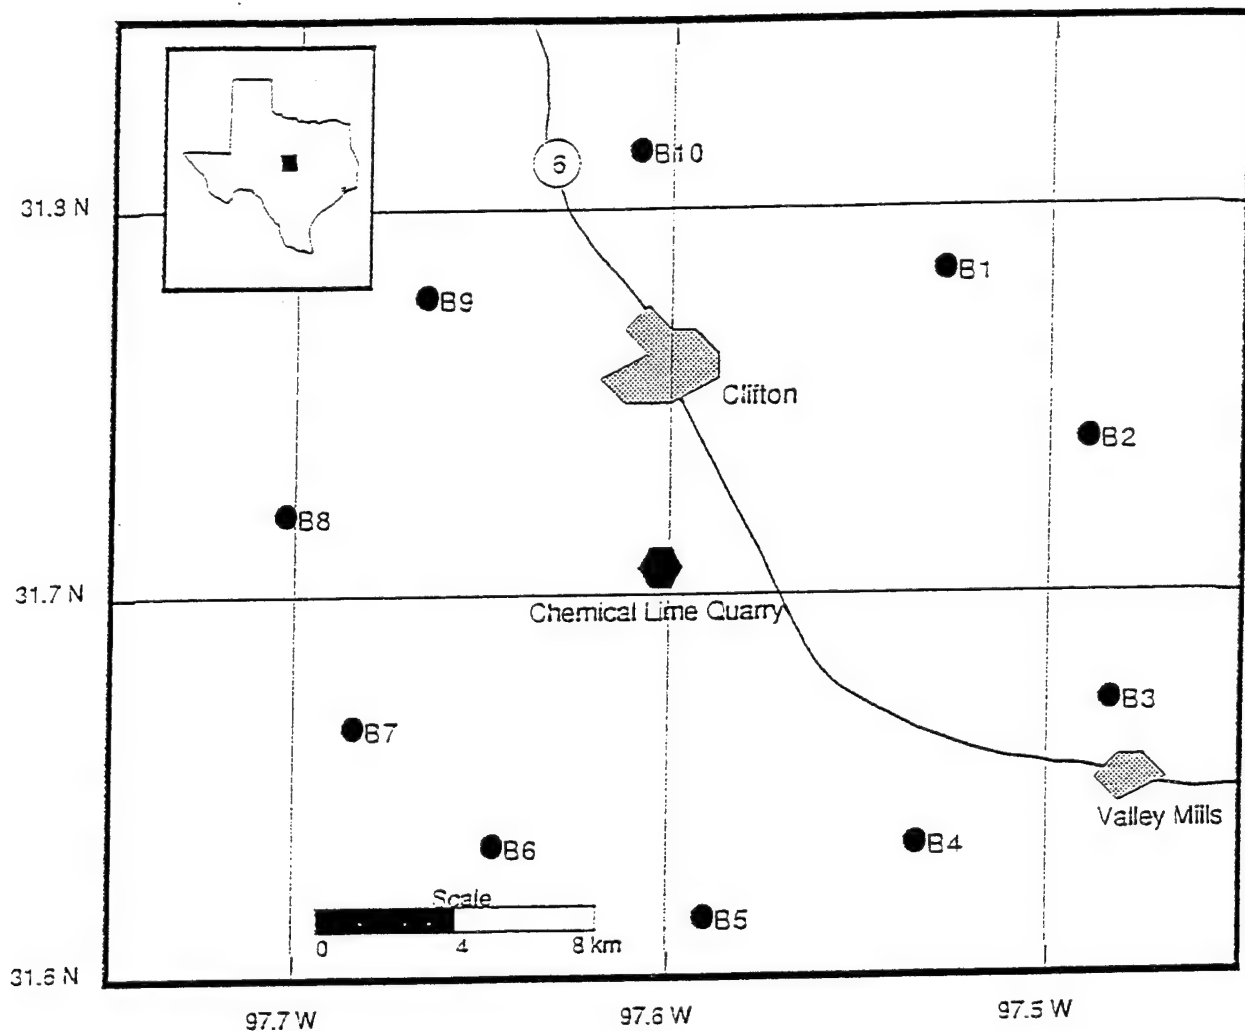 6
B10
31.8 N
B1
B9
Clifton
B2
B8
31.7 N
Chemical Lime Quarry
B3
B7
Valley Mills
B6
B4
Scale
B5
0 4 8 km
31.6 N
97.7 W 97.6 W 97.5 W